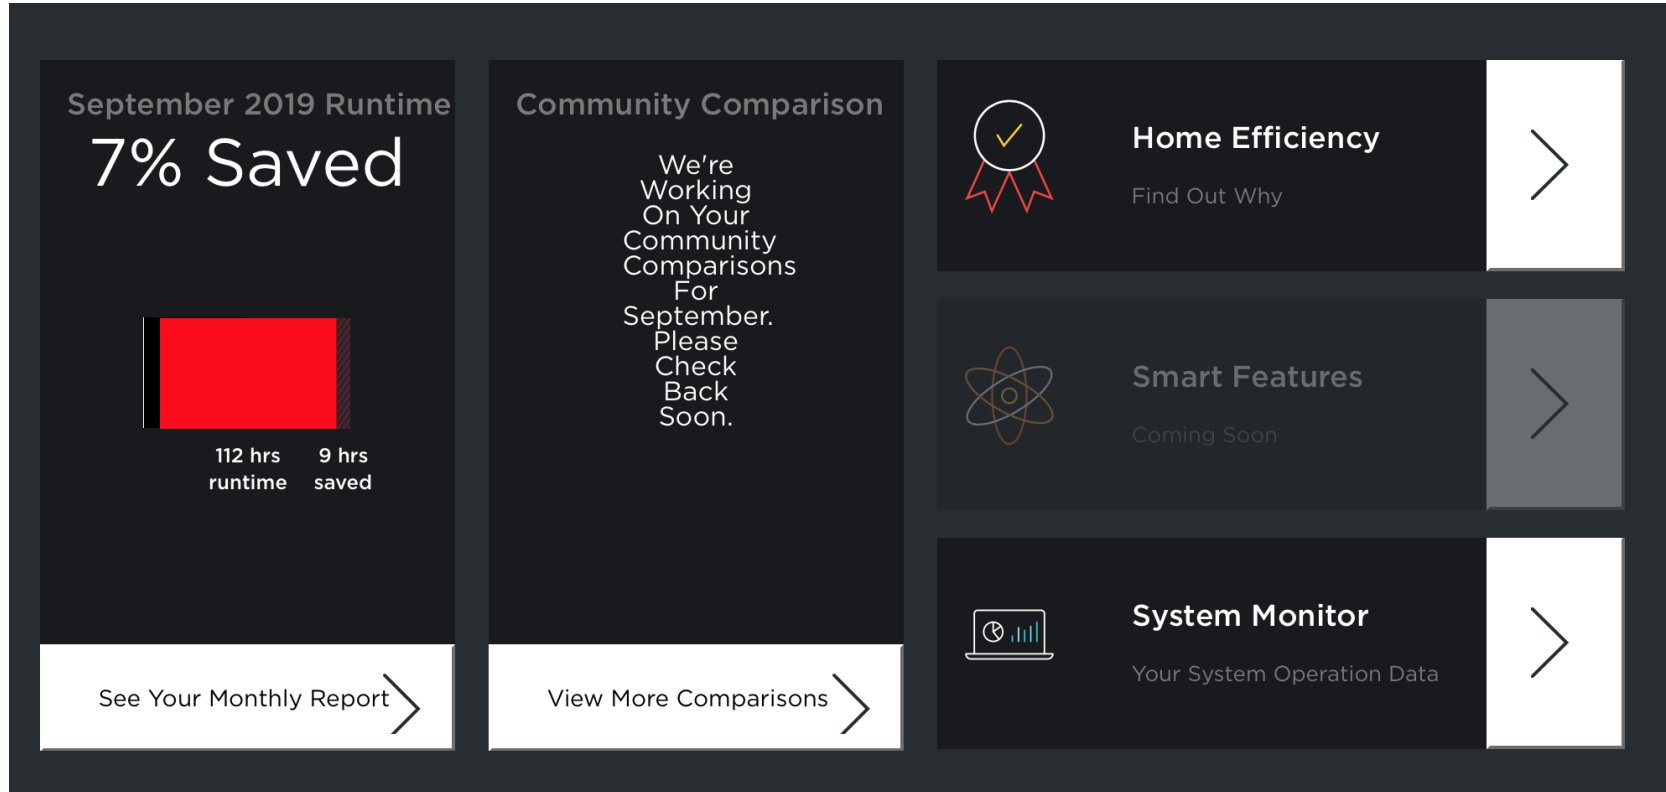 September 2019 Runtime
7% Saved
112 hrs
runtime
9 hrs
saved
See Your Monthly Report
Community Comparison
We're
Working
On Your
Community
Comparisons
For
September.
Please
Check
Back
Soon.
View More Comparisons
Home Efficiency
Find Out Why
Smart Features
Coming Soon
System Monitor
Your System Operation Data